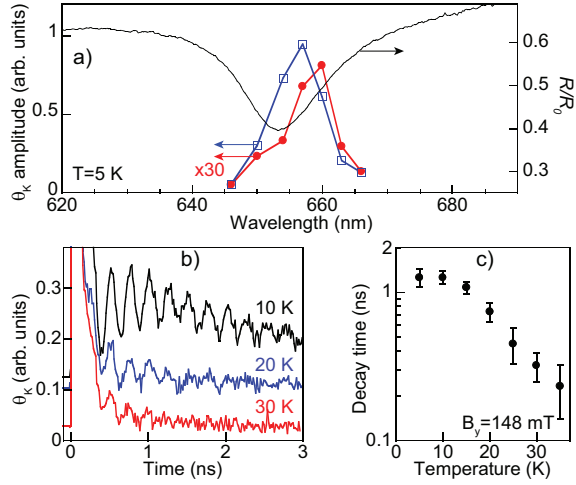 a)
θK amplitude (arb. units)
1
0.5
0
T=5 K
x30
0.6
0.5
0.4
0.3
R/R0
620 640 660 680
Wavelength (nm)
b)
θK (arb. units)
0.3
0.2
0.1
0
10 K
20 K
30 K
0 1 2 3
Time (ns)
c)
Decay time (ns)
2
1
0.1
By=148 mT
0 10 20 30
Temperature (K)